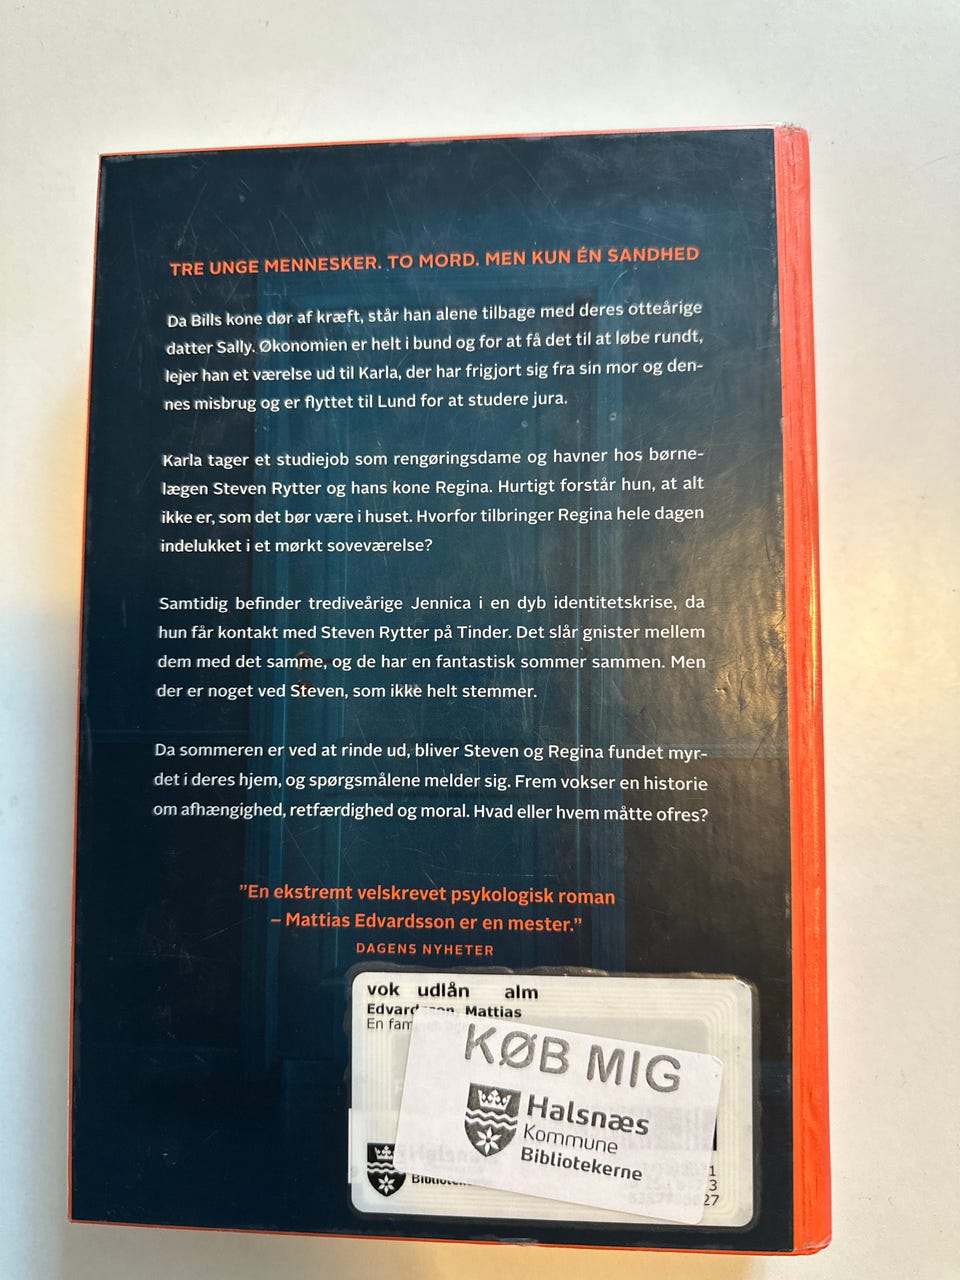 TRE UNGE MENNESKER. TO MORD. MEN KUN ÉN SANDHED
Da Bills kone dør af kræft, står han alene tilbage med deres otteårige
datter Sally. Økonomien er helt i bund og for at få det til at løbe rundt,
lejer han et værelse ud til Karla, der har frigjort sig fra sin mor og den-
nes misbrug og er flyttet til Lund for at studere jura.
Karla tager et studiejob som rengøringsdame og havner hos børne-
lægen Steven Rytter og hans kone Regina. Hurtigt forstår hun, at alt
ikke er, som det bør være i huset. Hvorfor tilbringer Regina hele dagen
indelukket i et mørkt soveværelse?
Samtidig befinder trediveårige Jennica i en dyb identitetskrise, da
hun får kontakt med Steven Rytter på Tinder. Det slår gnister mellem
dem med det samme, og de har en fantastisk sommer sammen. Men
der er noget ved Steven, som ikke helt stemmer.
Da sommeren er ved at rinde ud, bliver Steven og Regina fundet myr-
det i deres hjem, og spørgsmålene melder sig. Frem vokser en historie
om afhængighed, retfærdighed og moral. Hvad eller hvem måtte ofres?
”En ekstremt velskrevet psykologisk roman
– Mattias Edvardsson er en mester.”
DAGENS NYHETER
vok udlån alm
Mattias
En fam
KØB MIG
Halsnæs
Kommune
Bibliotekerne
1
3
27